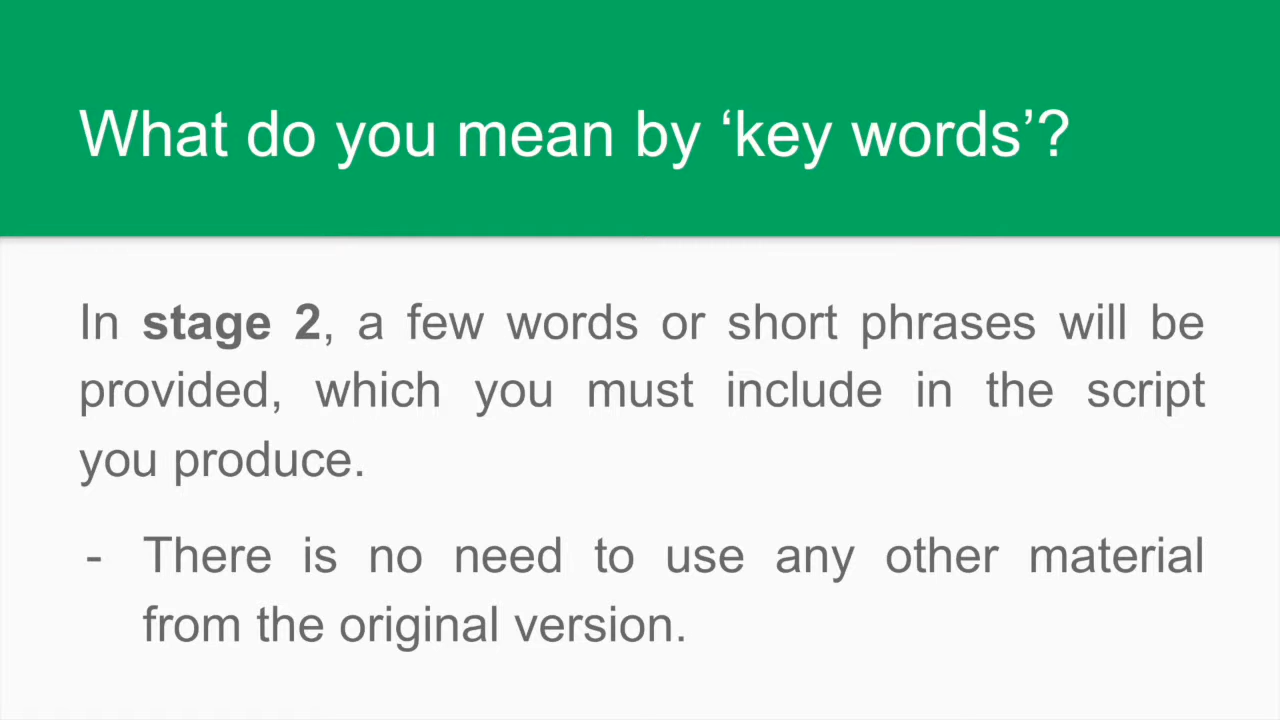 What do you mean by ‘key words’?
In stage 2, a few words or short phrases will be
provided, which you must include in the script
you produce.
- There is no need to use any other material
from the original version.